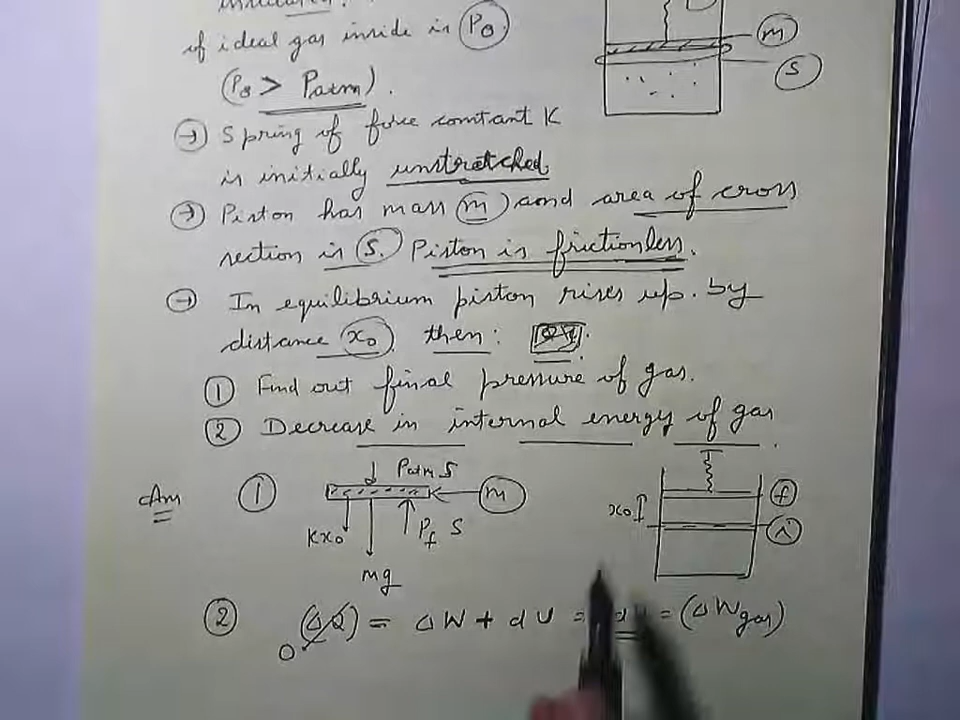 of ideal gas inside is P0
m
(P0 > Patm).
S
→ Spring of force constant K
is initially unstretched.
→ Piston has mass m and area of cross
section is S. Piston is frictionless.
→ In equilibrium piston rises up. by
distance x0 then:
① Find out final pressure of gas.
② Decrease in internal energy of gas
Ans ① Patm S
m
Kx0
Pf S
mg
x0
f
i
② (ΔQ) = ΔW + dU = = (ΔW gas)
0